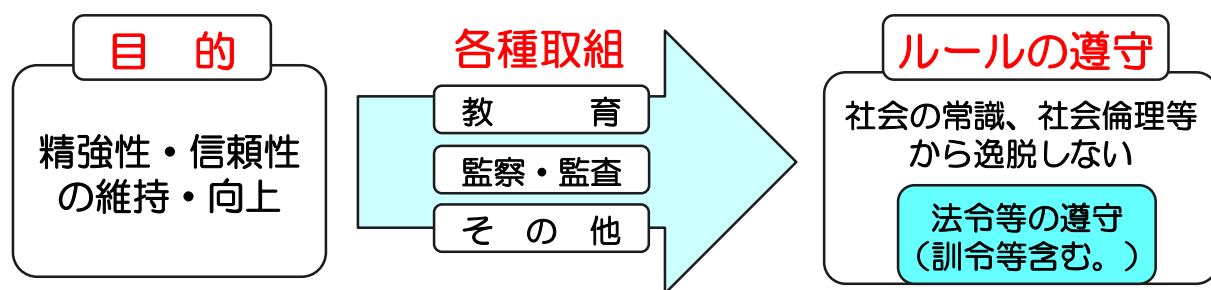 目 的
精強性・信頼性
の維持・向上
各種取組
教 育
監察・監査
そ の 他
ルールの遵守
社会の常識、社会倫理等
から逸脱しない
法令等の遵守
（訓令等含む。）